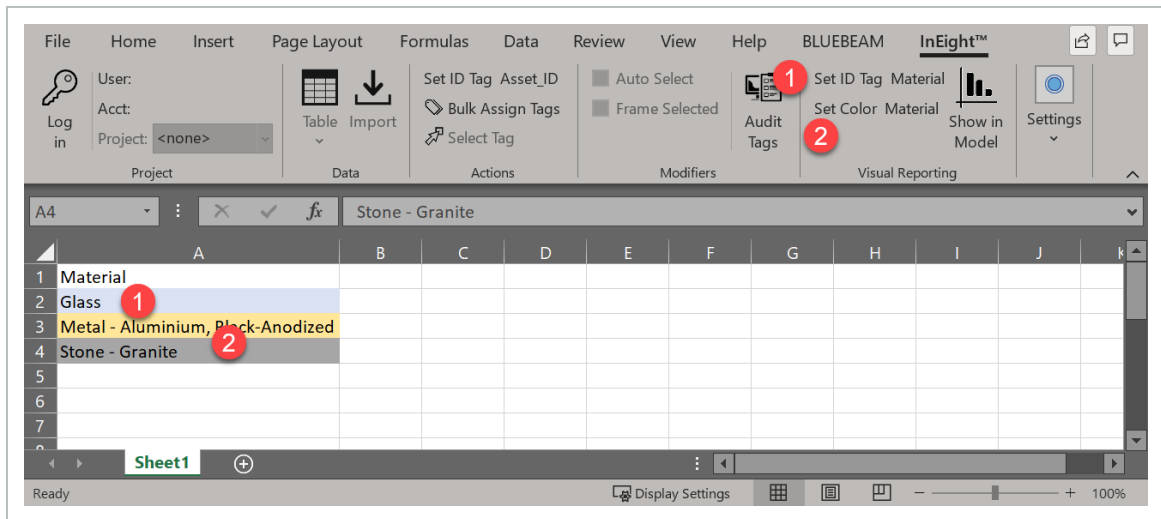 File Home Insert Page Layout Formulas Data Review View Help BLUEBEAM InEight™
Log in
User:
Acct:
Project: <none>
Project
Table Import
Data
Set ID Tag Asset_ID
Bulk Assign Tags
Select Tag
Actions
Auto Select
Frame Selected
Modifiers
Audit Tags
1
Set ID Tag Material
Set Color Material
2
Show in Model
Visual Reporting
Settings
A4 fx Stone - Granite
A B C D E F G H I J K
1 Material
2 Glass 1
3 Metal - Aluminium, Black-Anodized
2
4 Stone - Granite
5
6
7
Sheet1
Ready Display Settings 100%